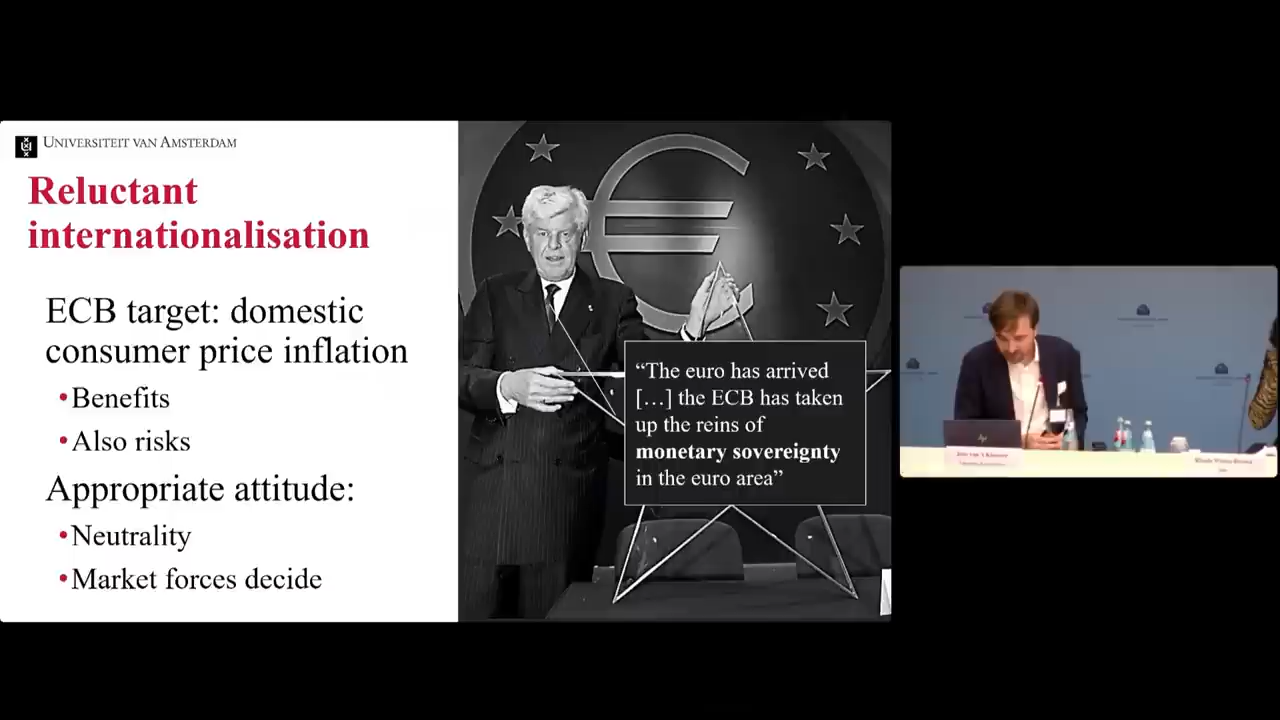 UNIVERSITEIT VAN AMSTERDAM
Reluctant
internationalisation
ECB target: domestic
consumer price inflation
•Benefits
•Also risks
Appropriate attitude:
•Neutrality
•Market forces decide
“The euro has arrived
[…] the ECB has taken
up the reins of
monetary sovereignty
in the euro area”
hp